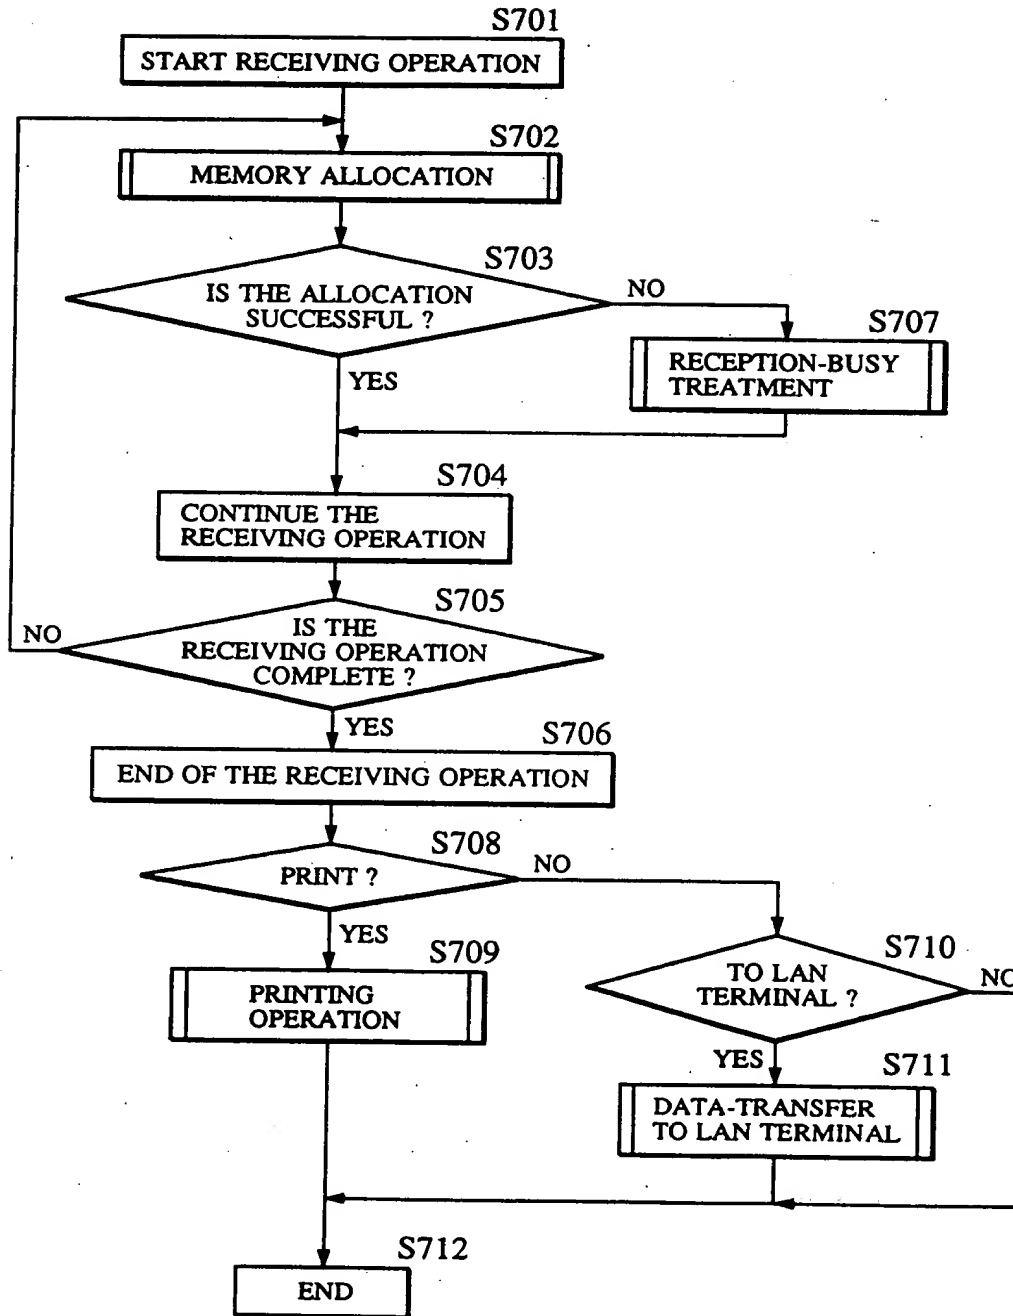 S701
START RECEIVING OPERATION
S702
MEMORY ALLOCATION
S703
IS THE ALLOCATION
SUCCESSFUL ?
NO
YES
S707
RECEPTION-BUSY
TREATMENT
S704
CONTINUE THE
RECEIVING OPERATION
S705
IS THE
RECEIVING OPERATION
COMPLETE ?
NO
YES
S706
END OF THE RECEIVING OPERATION
S708
PRINT ?
NO
YES
S709
PRINTING
OPERATION
S710
TO LAN
TERMINAL ?
NO
YES
S711
DATA-TRANSFER
TO LAN TERMINAL
S712
END